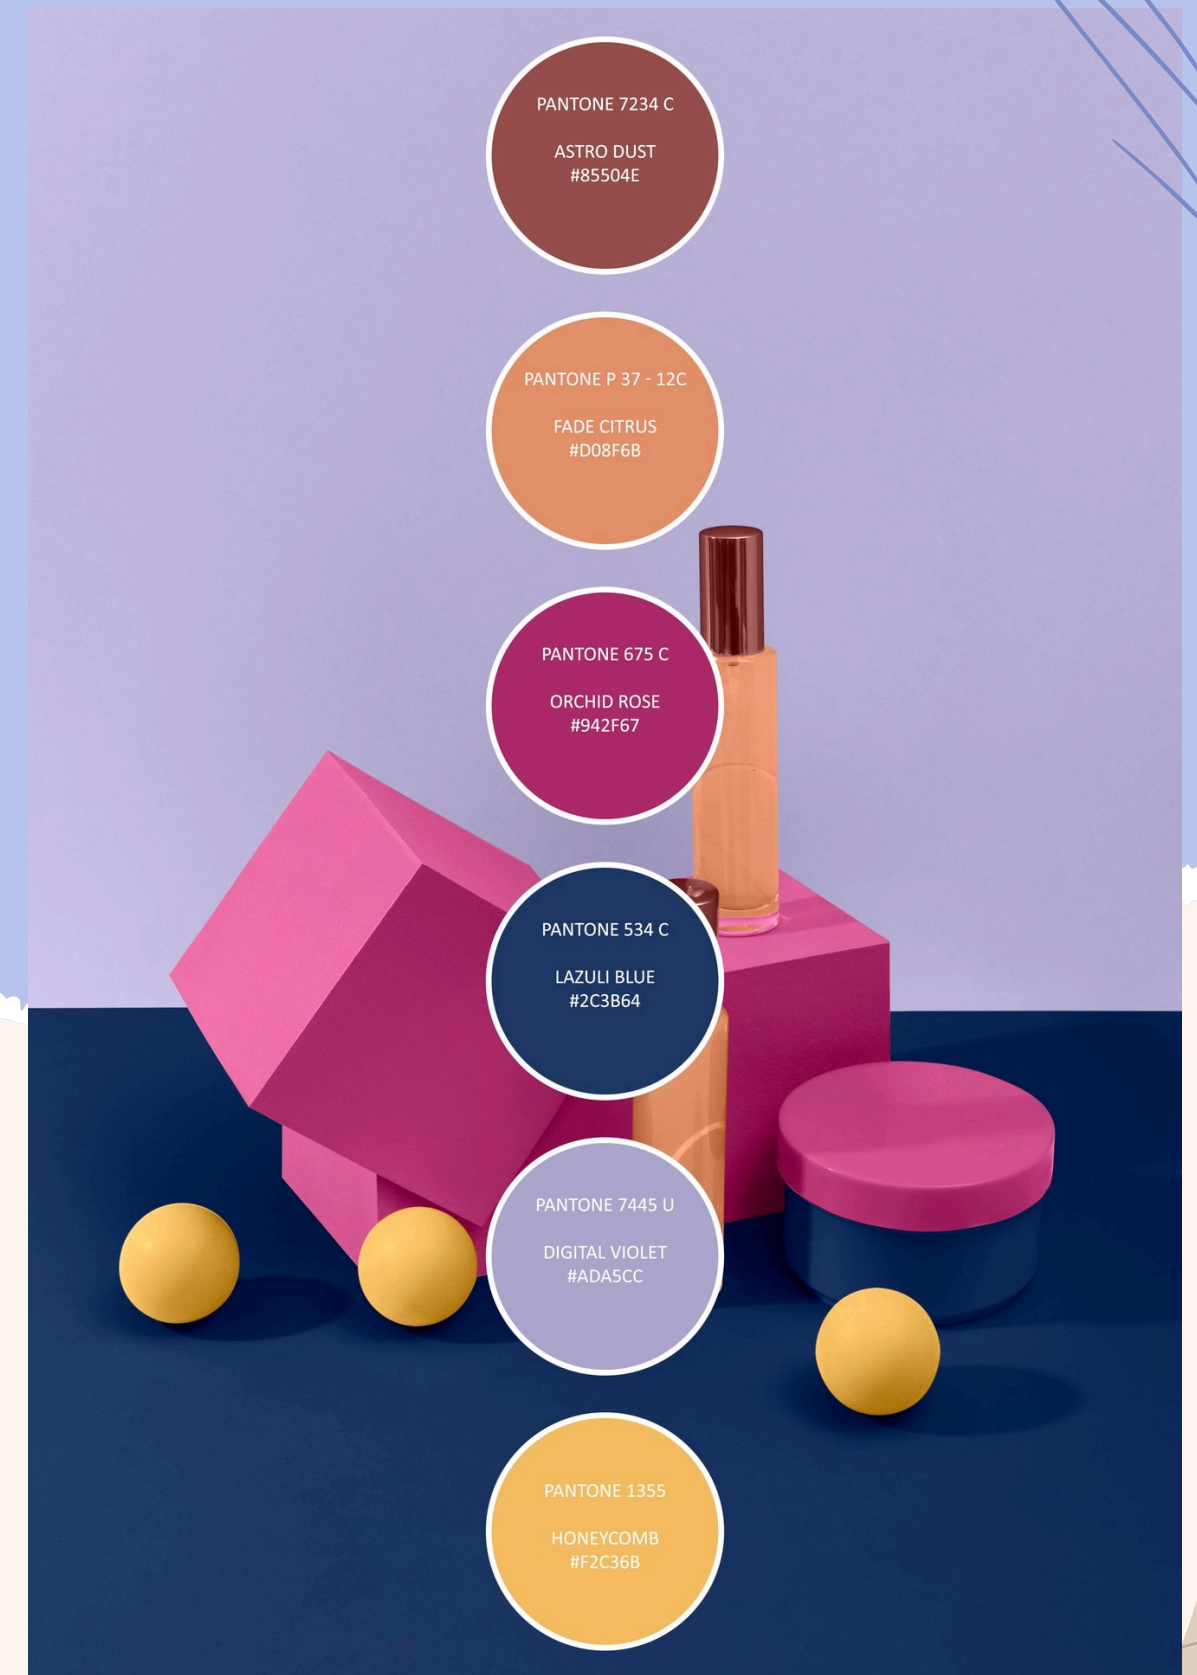 PANTONE 7234 C
ASTRO DUST
#85504E
PANTONE P 37 - 12C
FADE CITRUS
#D08F6B
PANTONE 675 C
ORCHID ROSE
#942F67
PANTONE 534 C
LAZULI BLUE
#2C3B64
PANTONE 7445 U
DIGITAL VIOLET
#ADA5CC
PANTONE 1355
HONEYCOMB
#F2C36B